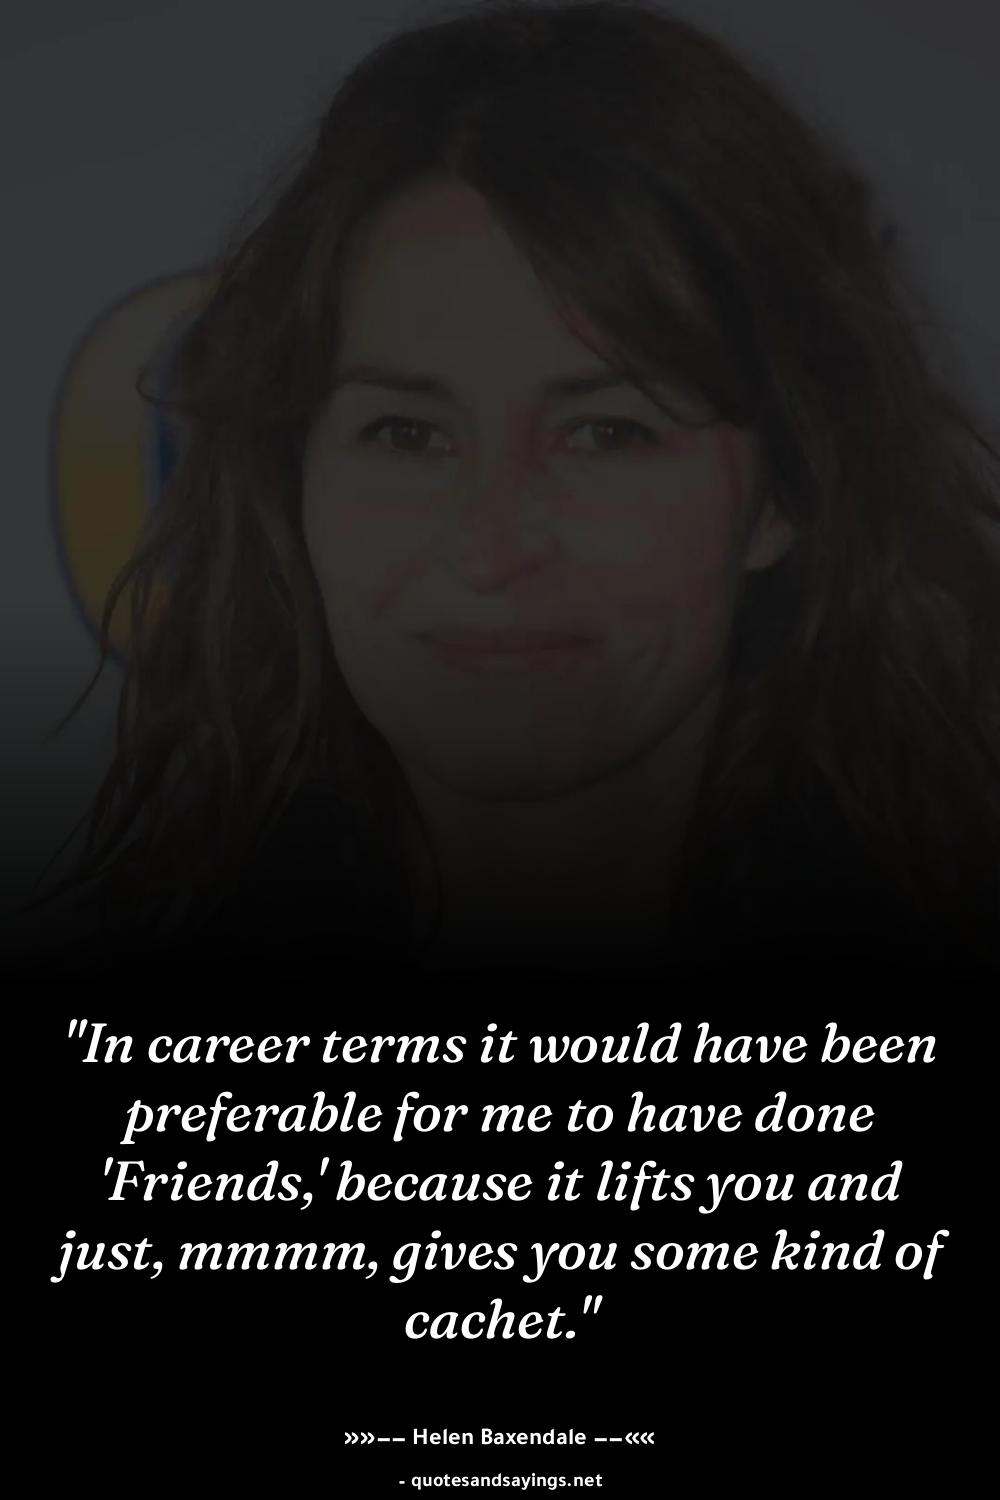 "In career terms it would have been
preferable for me to have done
'Friends,' because it lifts you and
just, mmmm, gives you some kind of
cachet."
»»−− Helen Baxendale −−««
- quotesandsayings.net